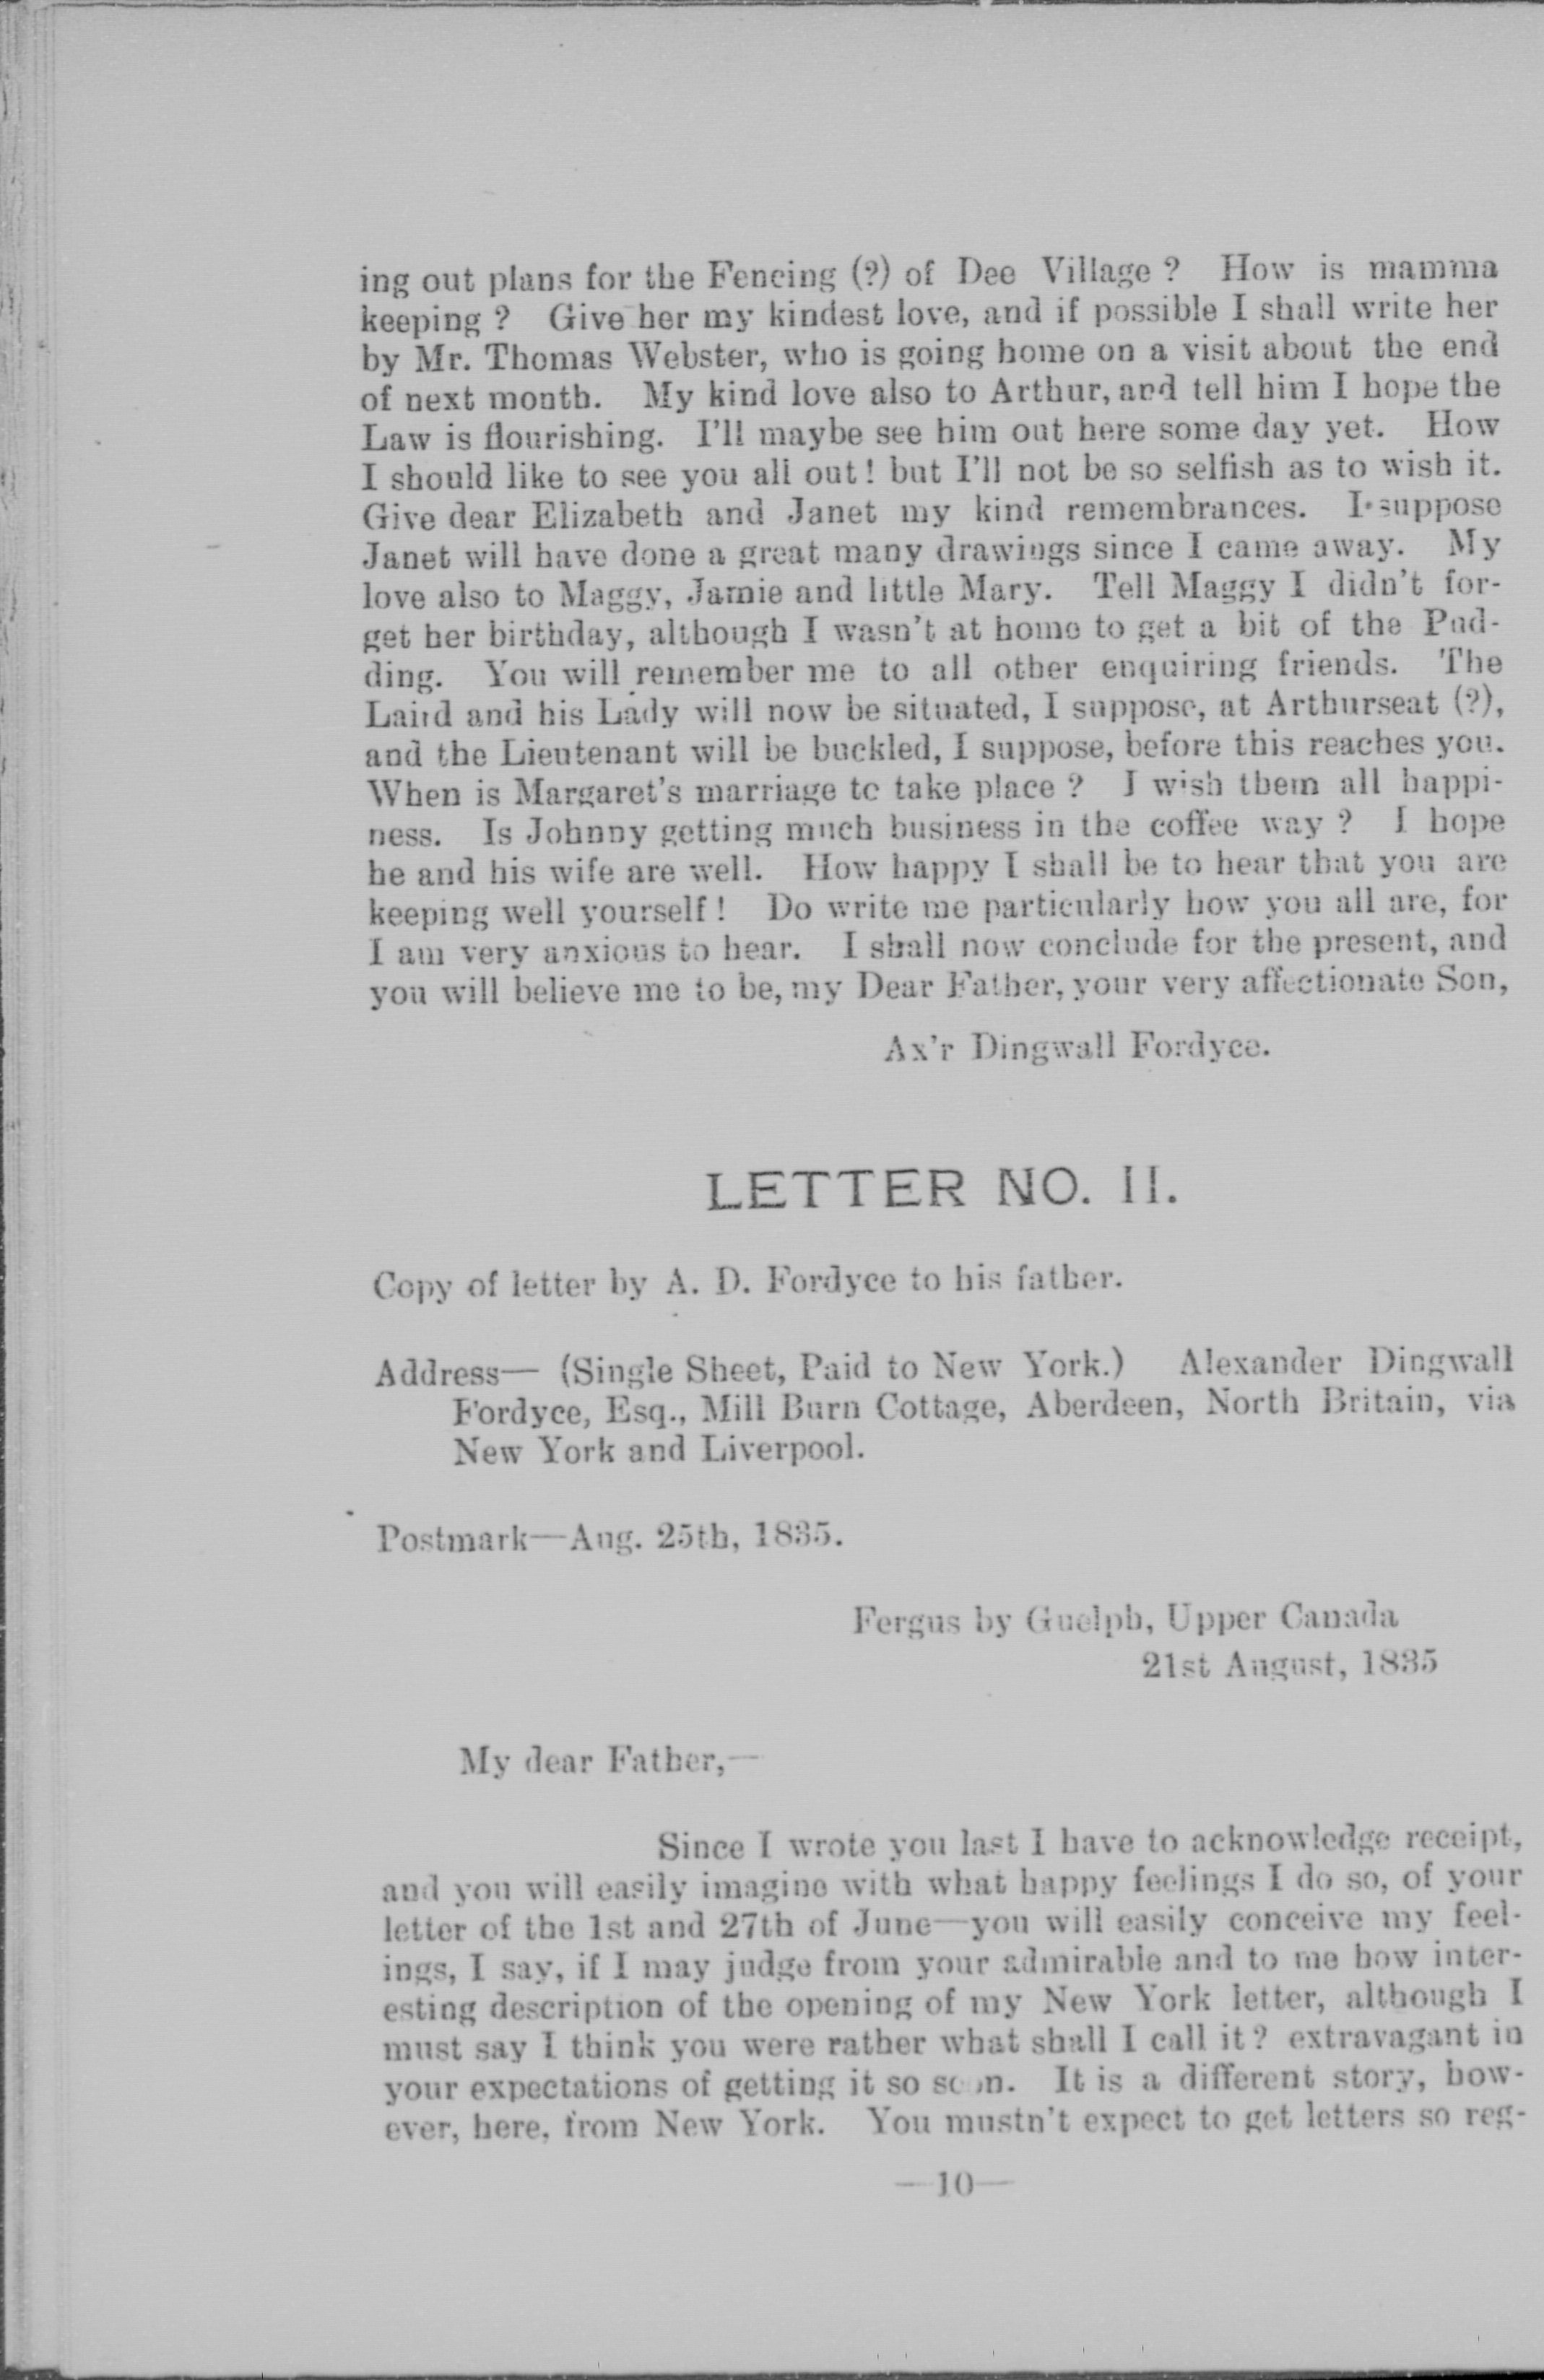 ing out plans for the Fencing (?) of Dee Village ? How is mamma
keeping ? Give her my kindest love, and if possible I shall write her
by Mr. Thomas Webster, who is going home on a visit about the end
of next month. My kind love also to Arthur, and tell him I hope the
Law is flourishing. I'll maybe see him out here some day yet. How
I should like to see you all out! but I'll not be so selfish as to wish it.
Give dear Elizabeth and Janet my kind remembrances. I suppose
Janet will have done a great many drawings since I came away. My
love also to Maggy, Jamie and little Mary. Tell Maggy I didn't for-
get her birthday, although I wasn't at home to get a bit of the Pud-
ding. You will remember me to all other enquiring friends. The
Laird and his Lady will now be situated, I suppose, at Arthurseat (?),
and the Lieutenant will be buckled, I suppose, before this reaches you.
When is Margaret's marriage to take place ? I wish them all happi-
ness. Is Johnny getting much business in the coffee way ? I hope
he and his wife are well. How happy I shall be to hear that you are
keeping well yourself! Do write me particularly how you all are, for
I am very anxious to hear. I shall now conclude for the present, and
you will believe me to be, my Dear Father, your very affectionate Son,
Ax'r Dingwall Fordyce.
LETTER NO. II.
Copy of letter by A. D. Fordyce to his father.
Address— (Single Sheet, Paid to New York.) Alexander Dingwall
Fordyce, Esq., Mill Burn Cottage, Aberdeen, North Britain, via
New York and Liverpool.
Postmark—Aug. 25th, 1835.
Fergus by Guelph, Upper Canada
21st August, 1835
My dear Father,—
Since I wrote you last I have to acknowledge receipt,
and you will easily imagine with what happy feelings I do so, of your
letter of the 1st and 27th of June—you will easily conceive my feel-
ings, I say, if I may judge from your admirable and to me how inter-
esting description of the opening of my New York letter, although I
must say I think you were rather what shall I call it? extravagant in
your expectations of getting it so soon. It is a different story, how-
ever, here, from New York. You mustn't expect to get letters so reg-
—10—